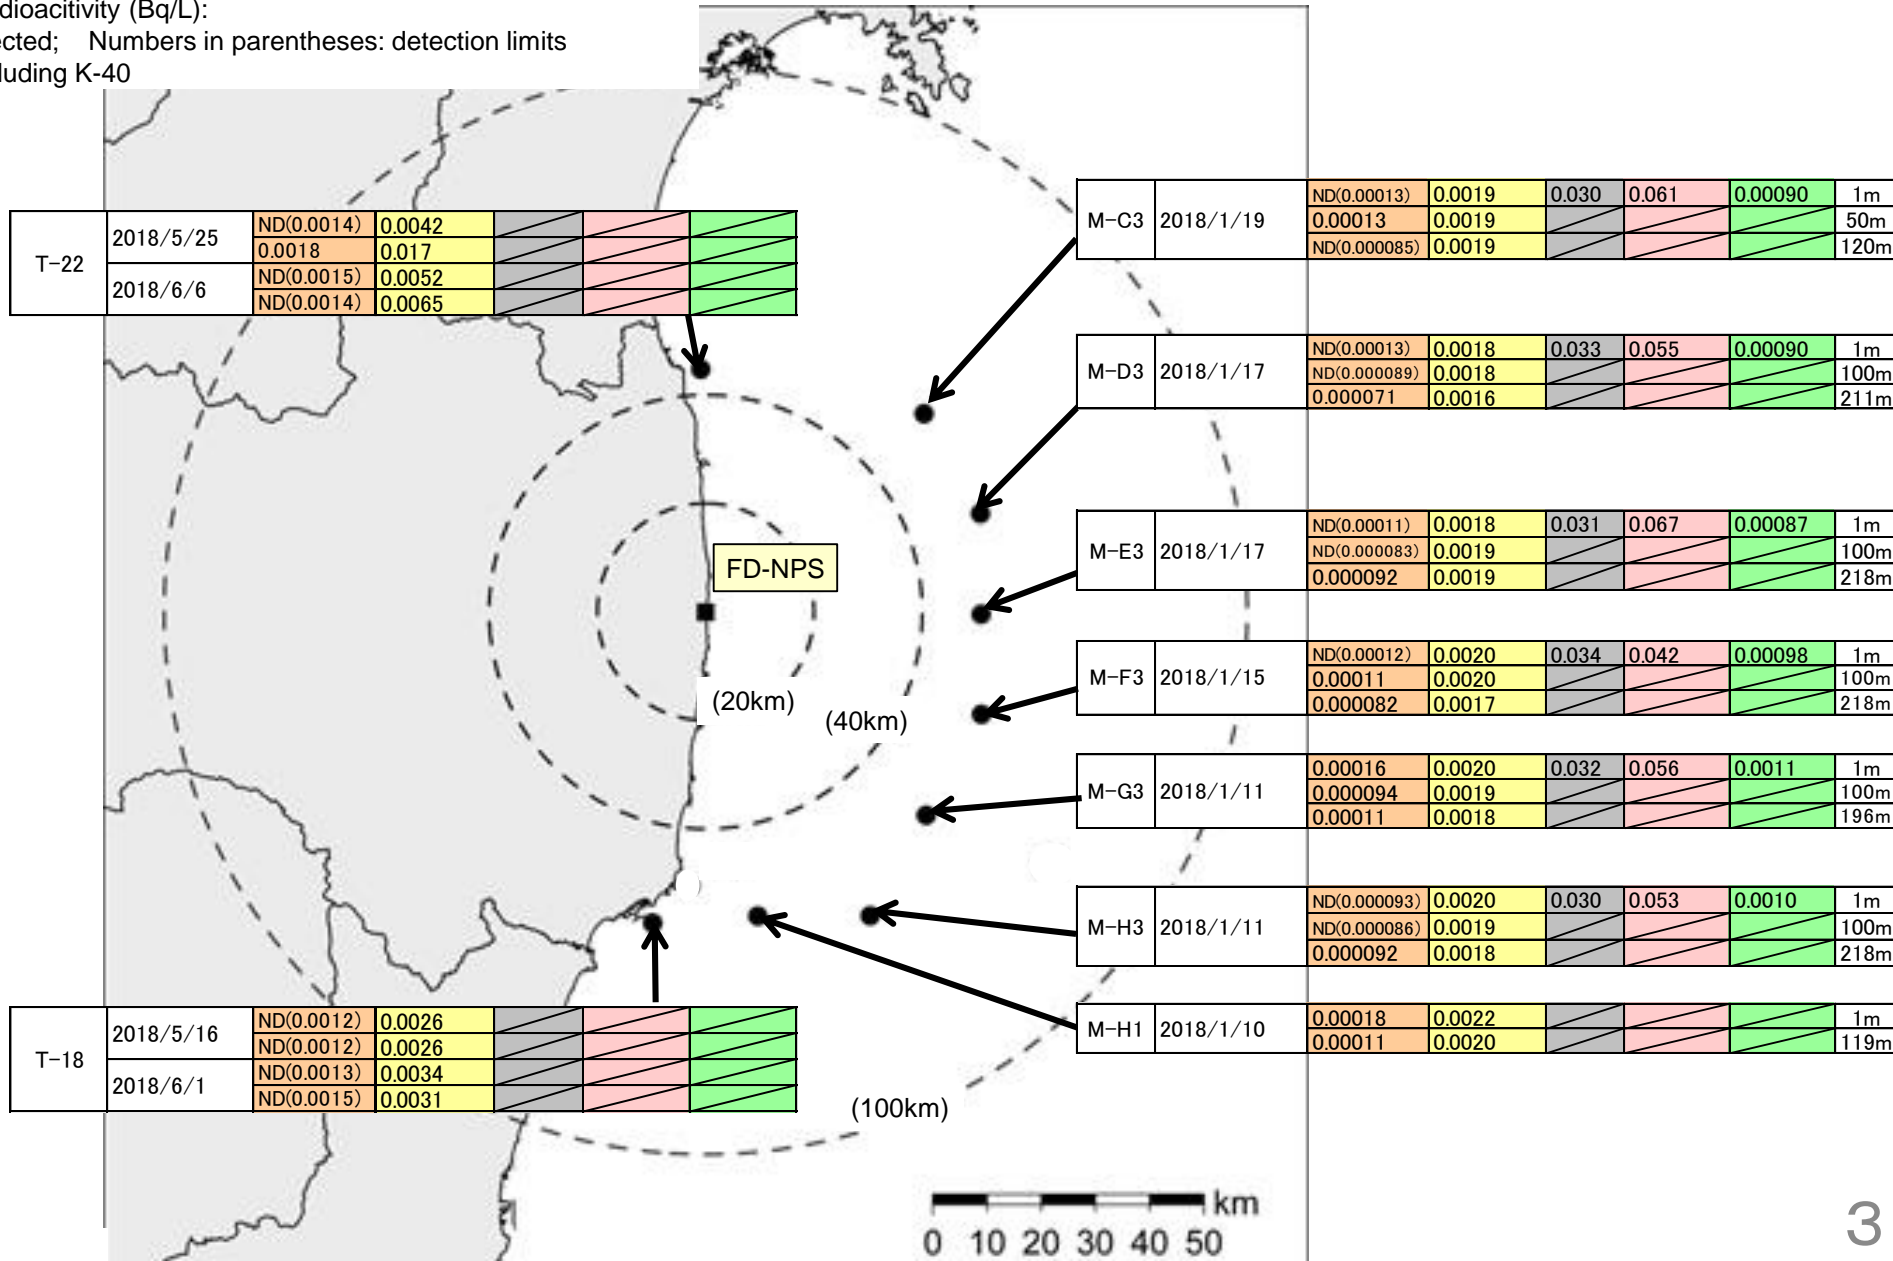 dioacitivity (Bq/L):
ected; Numbers in parentheses: detection limits
luding K-40
T-22
2018/5/25 ND(0.0014) 0.0042
0.0018 0.017
2018/6/6 ND(0.0015) 0.0052
ND(0.0014) 0.0065
M-C3 2018/1/19
ND(0.00013) 0.0019 0.030 0.061 0.00090 1m
0.00013 0.0019 50m
ND(0.000085) 0.0019 120m
M-D3 2018/1/17
ND(0.00013) 0.0018 0.033 0.055 0.00090 1m
ND(0.000089) 0.0018 100m
0.000071 0.0016 211m
FD-NPS
M-E3 2018/1/17
ND(0.00011) 0.0018 0.031 0.067 0.00087 1m
ND(0.000083) 0.0019 100m
0.000092 0.0019 218m
(20km)
(40km)
M-F3 2018/1/15
ND(0.00012) 0.0020 0.034 0.042 0.00098 1m
0.00011 0.0020 100m
0.000082 0.0017 218m
M-G3 2018/1/11
0.00016 0.0020 0.032 0.056 0.0011 1m
0.000094 0.0019 100m
0.00011 0.0018 196m
M-H3 2018/1/11
ND(0.000093) 0.0020 0.030 0.053 0.0010 1m
ND(0.000086) 0.0019 100m
0.000092 0.0018 218m
T-18
2018/5/16 ND(0.0012) 0.0026
ND(0.0012) 0.0026
2018/6/1 ND(0.0013) 0.0034
ND(0.0015) 0.0031
M-H1 2018/1/10
0.00018 0.0022 1m
0.00011 0.0020 119m
(100km)
km
0 10 20 30 40 50
3